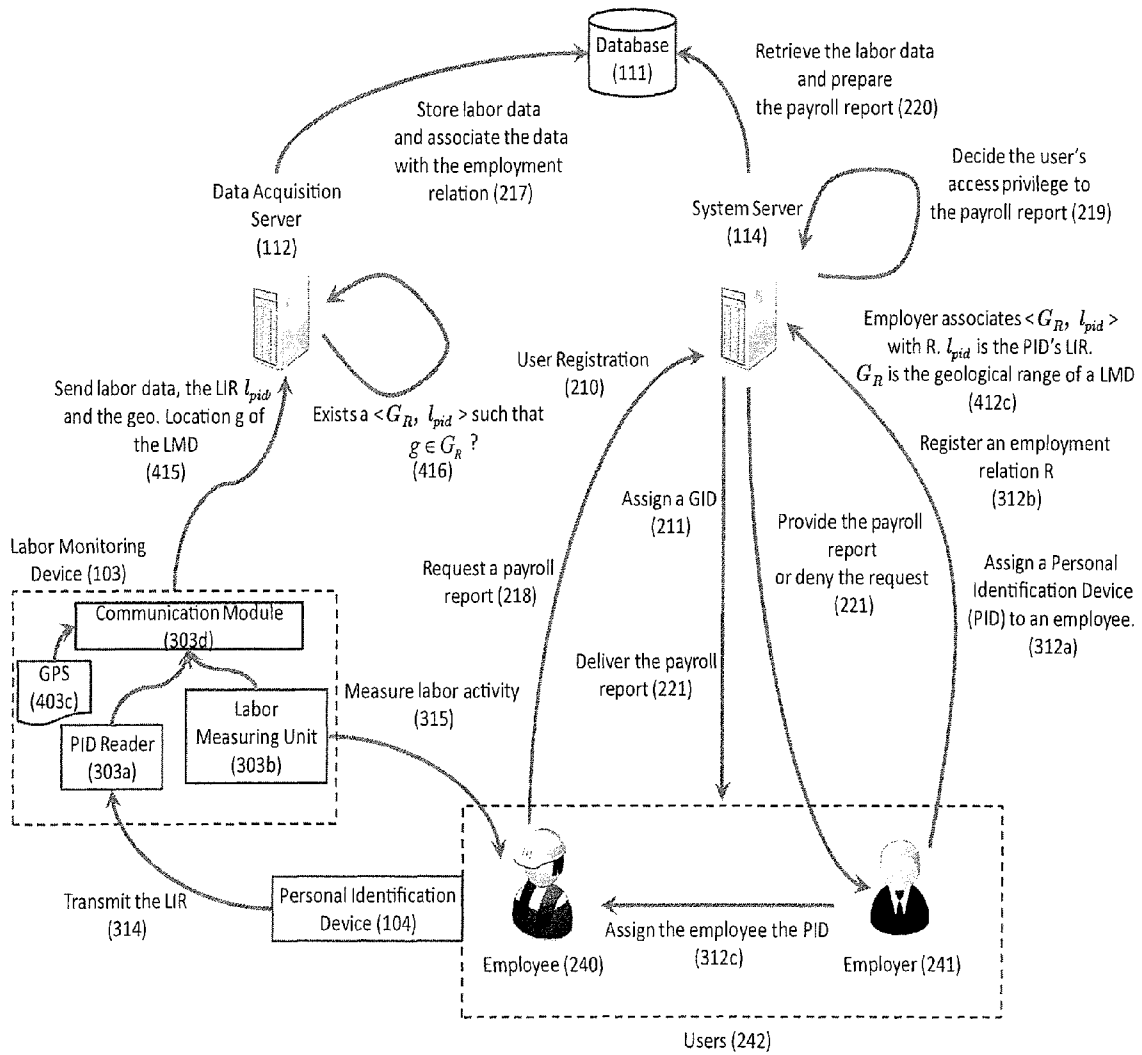 Database
(111)
Retrieve the labor data
and prepare
the payroll report (220)
Store labor data
and associate the data
with the employment
relation (217)
Decide the user's
access privilege to
the payroll report (219)
Data Acquisition
Server
(112)
System Server
(114)
Employer associates <G_R, l_pid>
with R. l_pid is the PID's LIR.
G_R is the geological range of a LMD
(412c)
User Registration
(210)
Send labor data, the LIR l_pid,
and the geo. Location g of
the LMD
(415)
Exists a <G_R, l_pid> such that
g ∈ G_R ?
(416)
Register an employment
relation R
(312b)
Assign a GID
(211)
Provide the payroll
report
or deny the request
(221)
Labor Monitoring
Device (103)
Request a payroll
report (218)
Assign a Personal
Identification Device
(PID) to an employee.
(312a)
Communication Module
(303d)
GPS
(403c)
Deliver the payroll
report (221)
Measure labor activity
(315)
Labor
Measuring Unit
(303b)
PID Reader
(303a)
Transmit the LIR
(314)
Personal Identification
Device (104)
Assign the employee the PID
(312c)
Employee (240)
Employer (241)
Users (242)